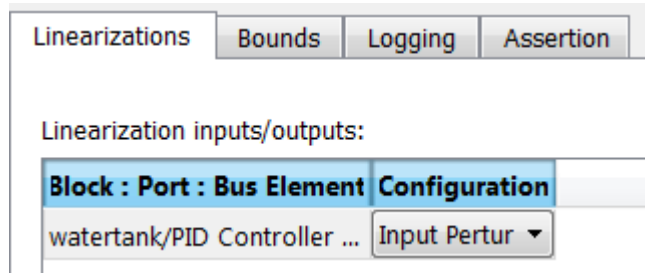 Linearizations Bounds Logging Assertion
Linearization inputs/outputs:
Block : Port : Bus Element Configuration
watertank/PID Controller ... Input Pertur